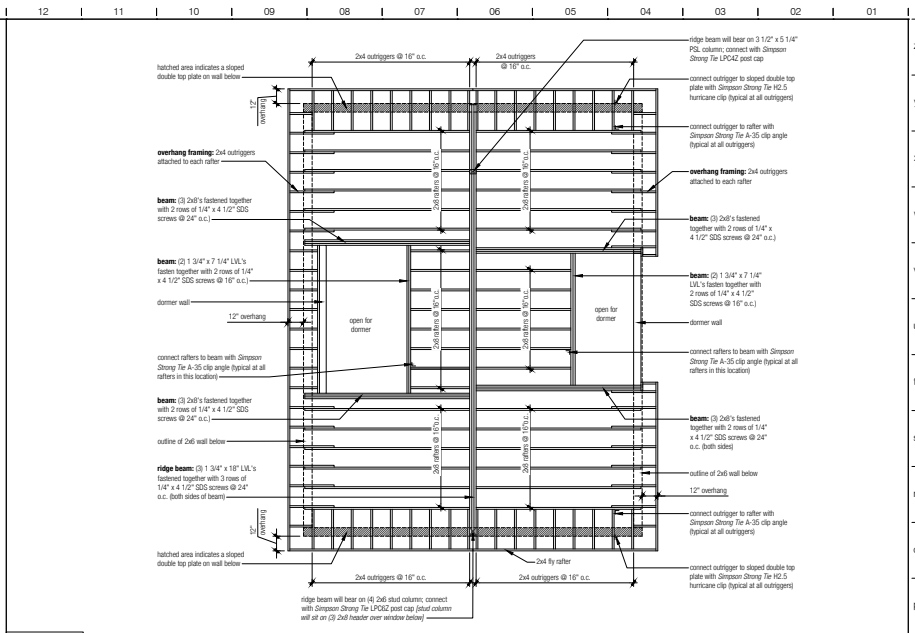 12 11 10 09 08 07 06 05 04 03 02 01
2x4 outriggers @ 16" o.c.
2x4 outriggers
@ 16" o.c.
ridge beam will bear on 3 1/2" x 5 1/4"
PSL column; connect with Simpson
Strong Tie LPC4Z post cap
hatched area indicates a sloped
double top plate on wall below
connect outrigger to sloped double top
plate with Simpson Strong Tie H2.5
hurricane clip (typical at all outriggers)
12"
overhang
connect outrigger to rafter with
Simpson Strong Tie A-35 clip angle
(typical at all outriggers)
overhang framing: 2x4 outriggers
attached to each rafter
2x8 rafters @ 16"o.c.
2x8 rafters @ 16"o.c.
overhang framing: 2x4 outriggers
attached to each rafter
beam: (3) 2x8's fastened together
with 2 rows of 1/4" x 4 1/2" SDS
screws @ 24" o.c.)
beam: (3) 2x8's fastened
together with 2 rows of 1/4" x
4 1/2" SDS screws @ 24" o.c.)
beam: (2) 1 3/4" x 7 1/4" LVL's
fasten together with 2 rows of 1/4"
x 4 1/2" SDS screws @ 16" o.c.)
beam: (2) 1 3/4" x 7 1/4"
LVL's fasten together with
2 rows of 1/4" x 4 1/2"
SDS screws @ 16" o.c.)
dormer wall
12" overhang
open for
dormer
2x8 rafters @ 16"o.c.
2x8 rafters @ 16"o.c.
open for
dormer
dormer wall
connect rafters to beam with Simpson
Strong Tie A-35 clip angle (typical at all
rafters in this location)
connect rafters to beam with Simpson
Strong Tie A-35 clip angle (typical at all
rafters in this location)
beam: (3) 2x8's fastened together
with 2 rows of 1/4" x 4 1/2" SDS
screws @ 24" o.c.)
beam: (3) 2x8's fastened
together with 2 rows of 1/4"
x 4 1/2" SDS screws @ 24"
o.c. (both sides)
outline of 2x6 wall below
2x8 rafters @ 16"o.c.
2x8 rafters @ 16"o.c.
outline of 2x6 wall below
ridge beam: (3) 1 3/4" x 18" LVL's
fastened together with 3 rows of
1/4" x 4 1/2" SDS screws @ 24"
o.c. (both sides of beam)
12" overhang
12"
overhang
connect outrigger to rafter with
Simpson Strong Tie A-35 clip angle
(typical at all outriggers)
hatched area indicates a sloped
double top plate on wall below
2x4 fly rafter
connect outrigger to sloped double top
plate with Simpson Strong Tie H2.5
hurricane clip (typical at all outriggers)
2x4 outriggers @ 16" o.c.
2x4 outriggers @ 16" o.c.
ridge beam will bear on (4) 2x6 stud column; connect
with Simpson Strong Tie LPC6Z post cap [stud column
will sit on (3) 2x8 header over window below]